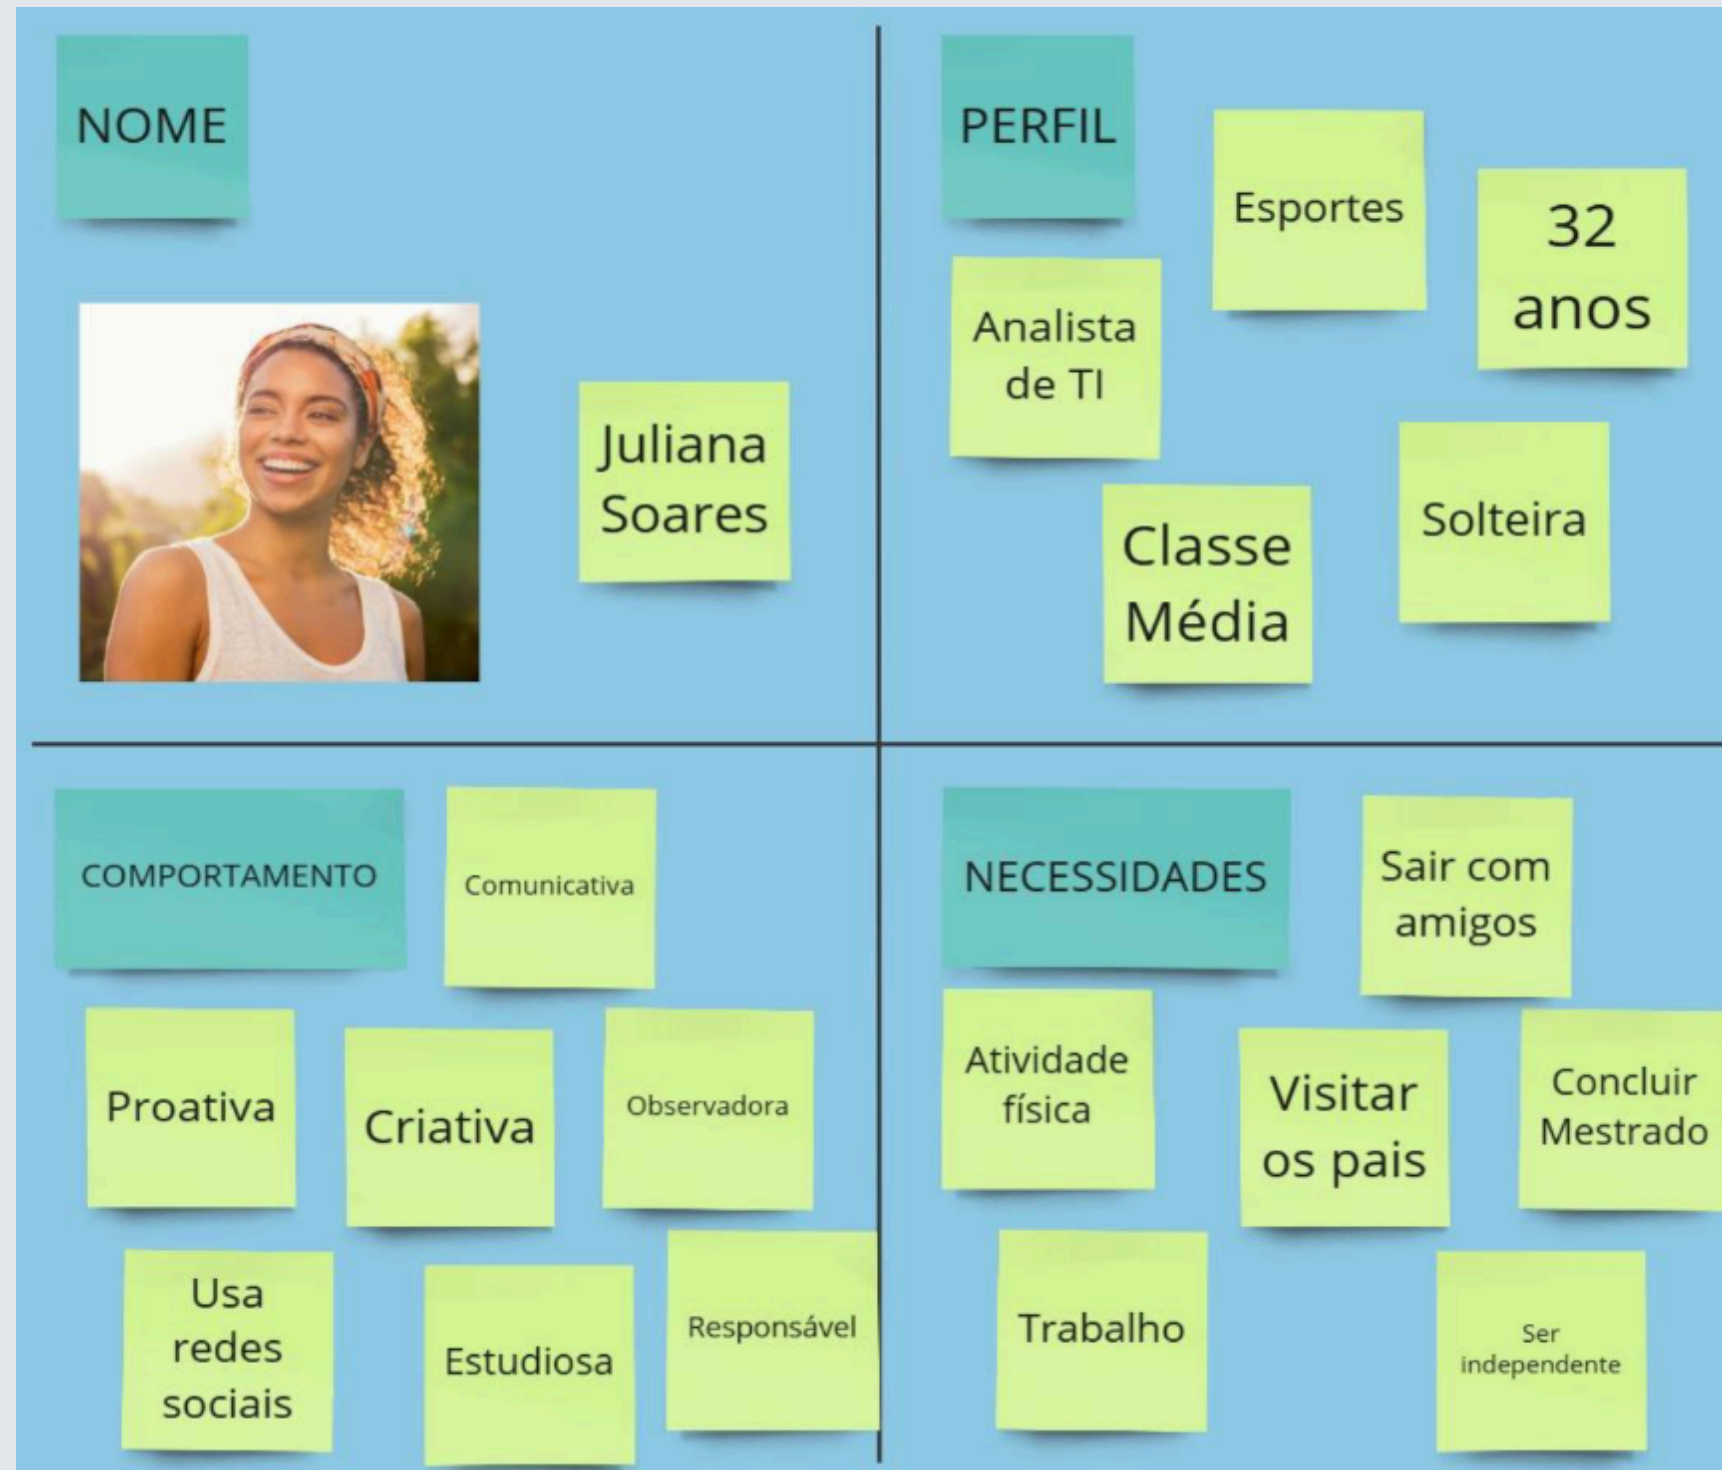 NOME
Juliana
Soares
PERFIL
Esportes
32
anos
Analista
de TI
Classe
Média
Solteira
COMPORTAMENTO
Comunicativa
Proativa
Criativa
Observadora
Usa
redes
sociais
Estudiosa
Responsável
NECESSIDADES
Sair com
amigos
Atividade
física
Visitar
os pais
Concluir
Mestrado
Trabalho
Ser
independente